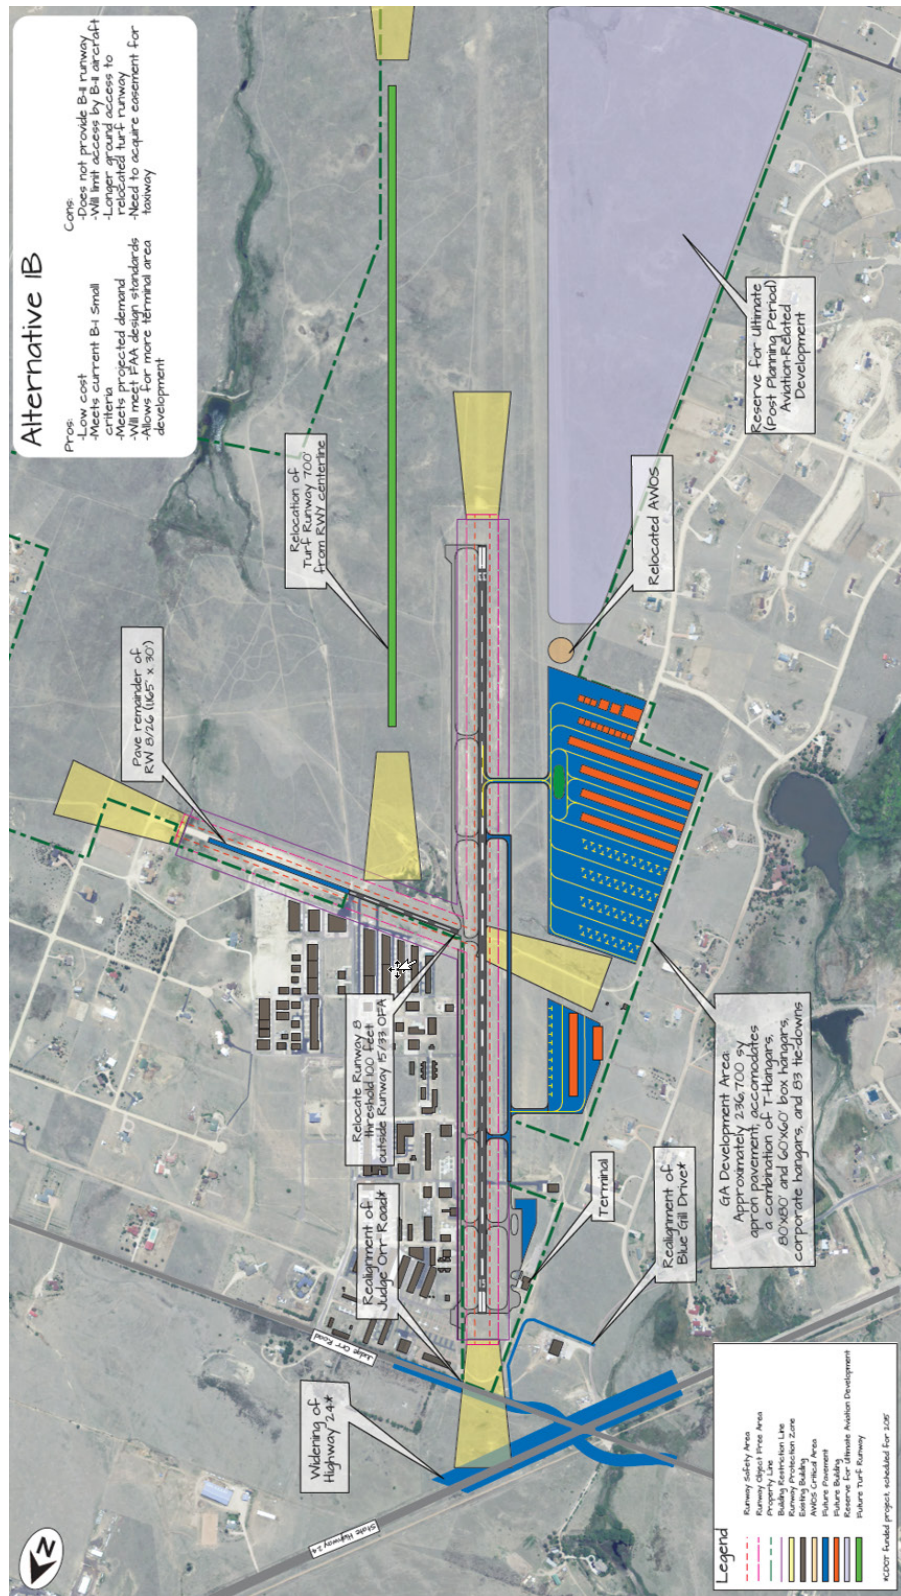 Alternative 1B
Pros:
-Low cost
-Meets current B-I Small
criteria
-Meets projected demand
-Will meet FAA design standards
-Allows for more terminal area
development
Cons:
-Does not provide B-II runway
-Will limit access by B-II aircraft
-Longer ground access to
relocated turf runway
-Need to acquire easement for
taxiway
Reserve for Ultimate
(Post Planning Period)
Aviation-Related
Development
Relocation of
Turf Runway 700'
from RWY centerline
Relocated AWOS
Pave remainder of
RW 8/26 (1,165' x 30')
Relocate Runway 8
threshold 100 feet
outside Runway 15/33 OFA
GA Development Area:
Approximately 236,700 sy
apron pavement, accomodates
a combination of T-Hangars,
80'x80' and 60'x60' box hangars,
corporate hangars, and 83 tie-downs
Terminal
Realignment of
Judge Orr Road*
Realignment of
Blue Gill Drive*
Judge Orr Road
Widening of
Highway 24*
State Highway 24
N
Legend
Runway Safety Area
Runway Object Free Area
Property Line
Building Restriction Line
Runway Protection Zone
Existing Building
AWOS Critical Area
Future Pavement
Future Building
Reserve for Ultimate Aviation Development
Future Turf Runway
*CDOT funded project, scheduled for 2015